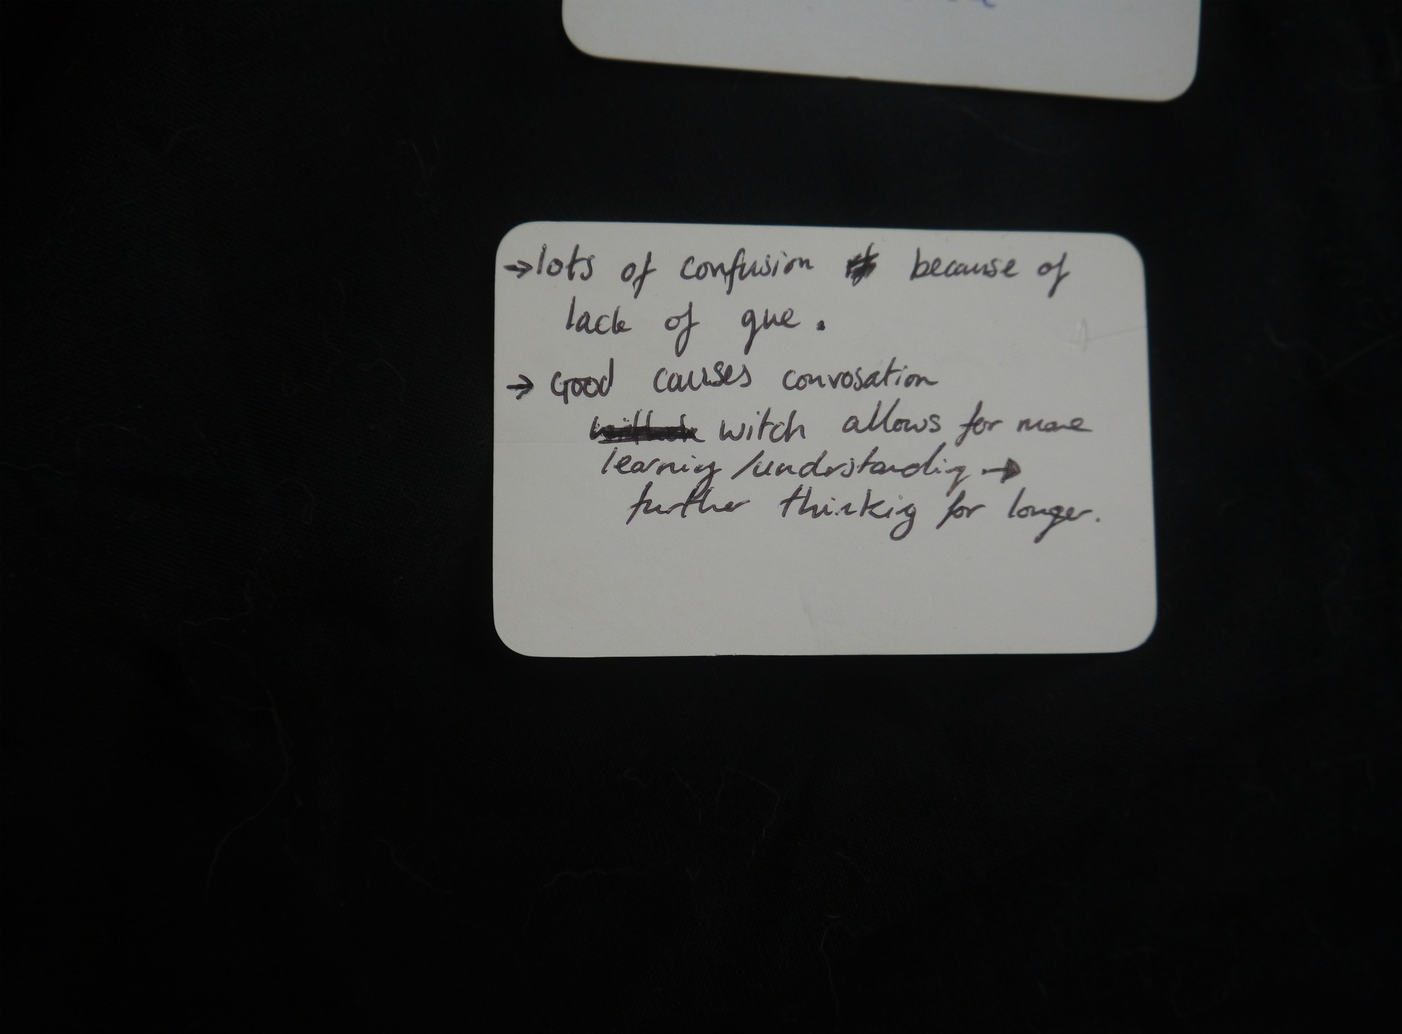 → lots of confusion because of
lack of gue.
→ Good causes convosation
witch allows for more
learning/understanding →
further thinking for longer.